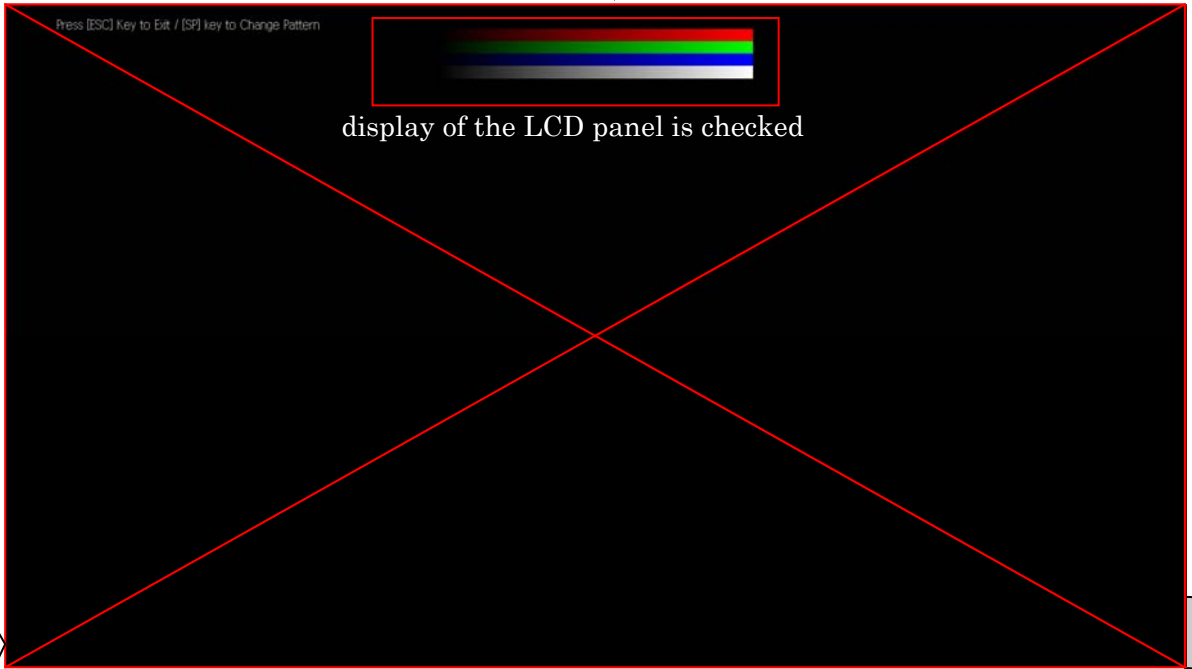 Press [ESC] Key to Exit / [SP] key to Change Pattern
display of the LCD panel is checked